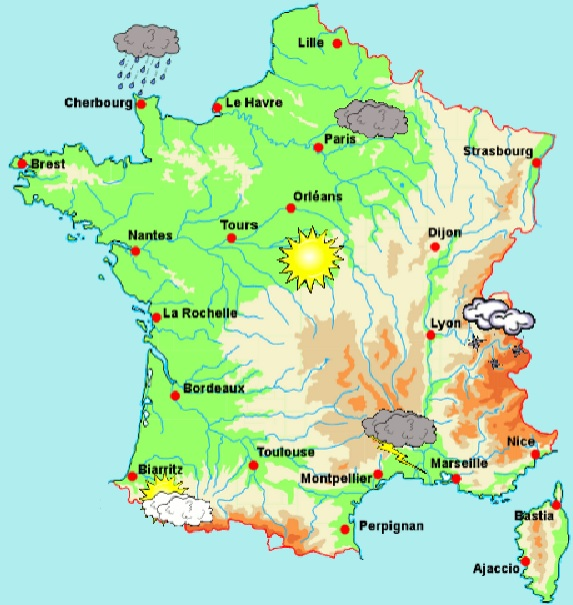 Lille
Cherbourg
Le Havre
Paris
Strasbourg
Brest
Orléans
Tours
Nantes
Dijon
La Rochelle
Lyon
Bordeaux
Nice
Toulouse
Biarritz
Marseille
Montpellier
Bastia
Perpignan
Ajaccio